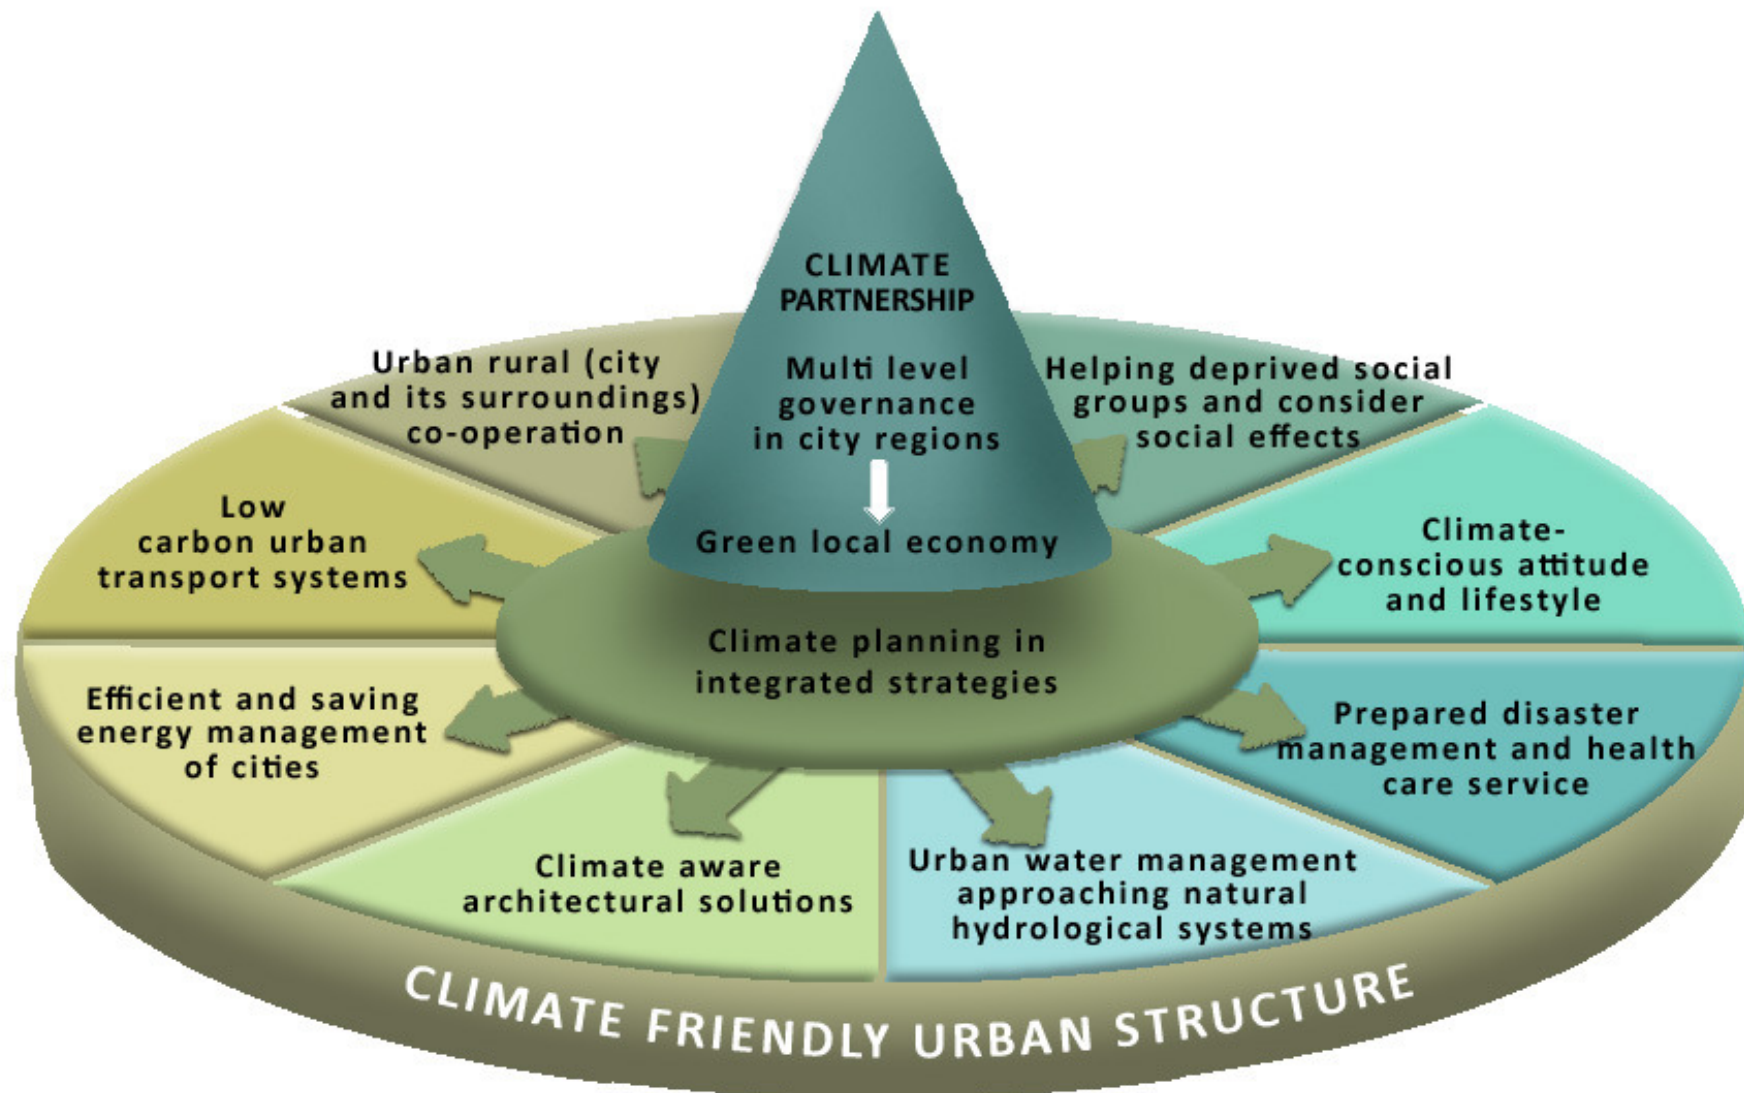 CLIMATE
PARTNERSHIP
Multi level
governance
in city regions
Green local economy
Climate planning in
integrated strategies
Urban rural (city
and its surroundings)
co-operation
Helping deprived social
groups and consider
social effects
Low
carbon urban
transport systems
Climate-
conscious attitude
and lifestyle
Efficient and saving
energy management
of cities
Prepared disaster
management and health
care service
Climate aware
architectural solutions
Urban water management
approaching natural
hydrological systems
CLIMATE FRIENDLY URBAN STRUCTURE